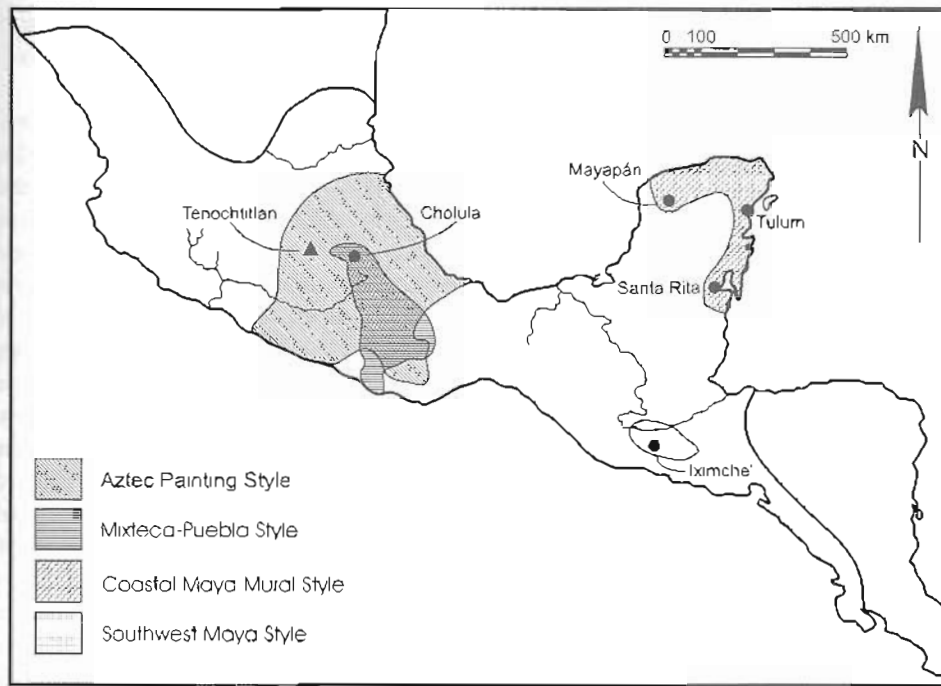 0 100 500 km
N
Mayapán
Tulum
Tenochtitlan
Cholula
Santa Rita
Iximche'
Aztec Painting Style
Mixteca-Puebla Style
Coastal Maya Mural Style
Southwest Maya Style